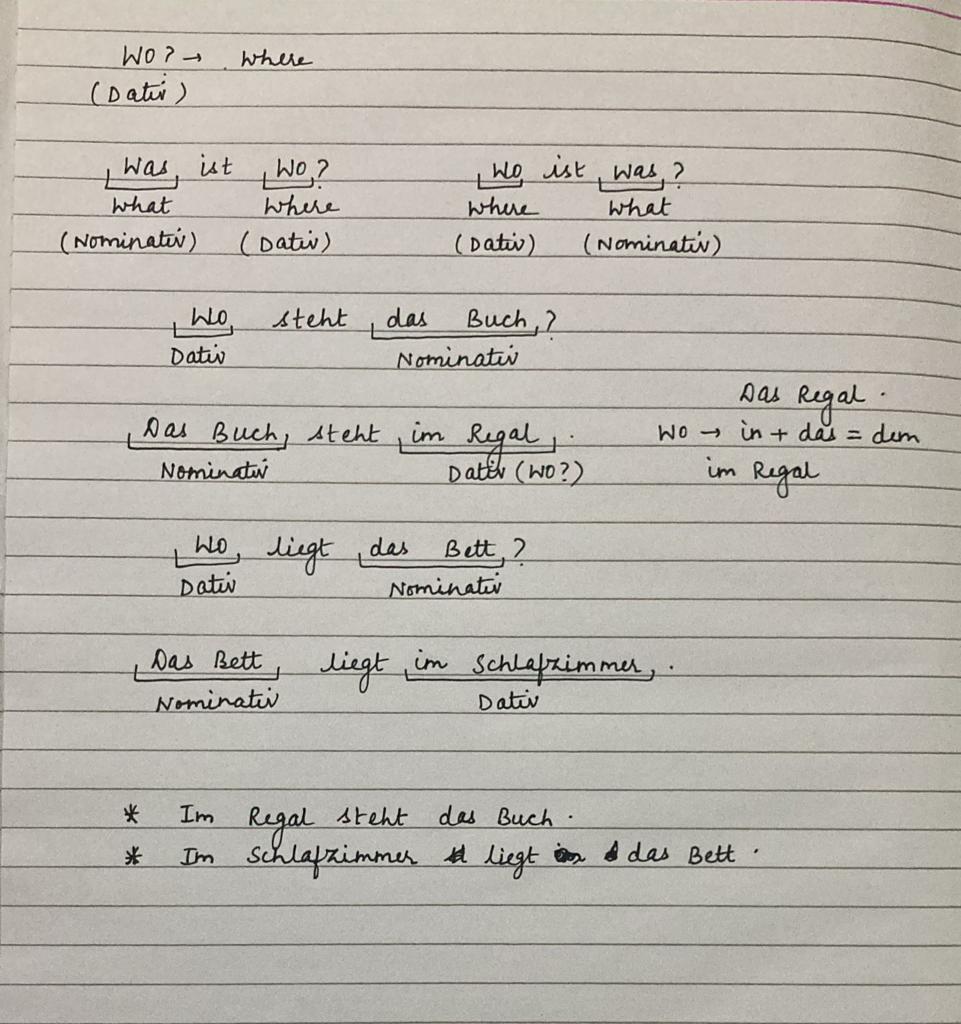 WO? → where
(Dativ)
Was ist WO? WO ist was?
what where where what
(Nominativ) (Dativ) (Dativ) (Nominativ)
WO steht das Buch?
Dativ Nominativ
Das Regal.
Das Buch steht im Regal. WO → in + das = dem
Nominativ Dativ (WO?) im Regal
WO liegt das Bett?
Dativ Nominativ
Das Bett liegt im Schlafzimmer.
Nominativ Dativ
* Im Regal steht das Buch.
* Im Schlafzimmer liegt das Bett.